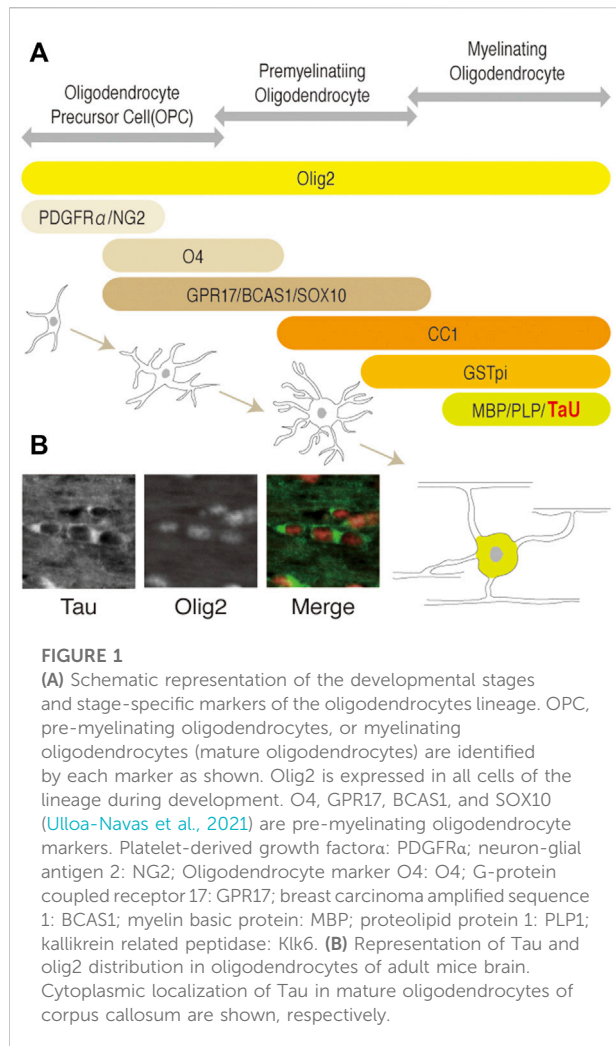 A
Oligodendrocyte
Precursor Cell(OPC)
Premyelinatiing
Oligodendrocyte
Myelinating
Oligodendrocyte
Olig2
PDGFRα/NG2
O4
GPR17/BCAS1/SOX10
CC1
GSTpi
MBP/PLP/TaU
B
Tau
Olig2
Merge
FIGURE 1
(A) Schematic representation of the developmental stages
and stage-specific markers of the oligodendrocytes lineage. OPC,
pre-myelinating oligodendrocytes, or myelinating
oligodendrocytes (mature oligodendrocytes) are identified
by each marker as shown. Olig2 is expressed in all cells of the
lineage during development. O4, GPR17, BCAS1, and SOX10
(Ulloa-Navas et al., 2021) are pre-myelinating oligodendrocyte
markers. Platelet-derived growth factorα: PDGFRα; neuron-glial
antigen 2: NG2; Oligodendrocyte marker O4: O4; G-protein
coupled receptor 17: GPR17; breast carcinoma amplified sequence
1: BCAS1; myelin basic protein: MBP; proteolipid protein 1: PLP1;
kallikrein related peptidase: Klk6. (B) Representation of Tau and
olig2 distribution in oligodendrocytes of adult mice brain.
Cytoplasmic localization of Tau in mature oligodendrocytes of
corpus callosum are shown, respectively.